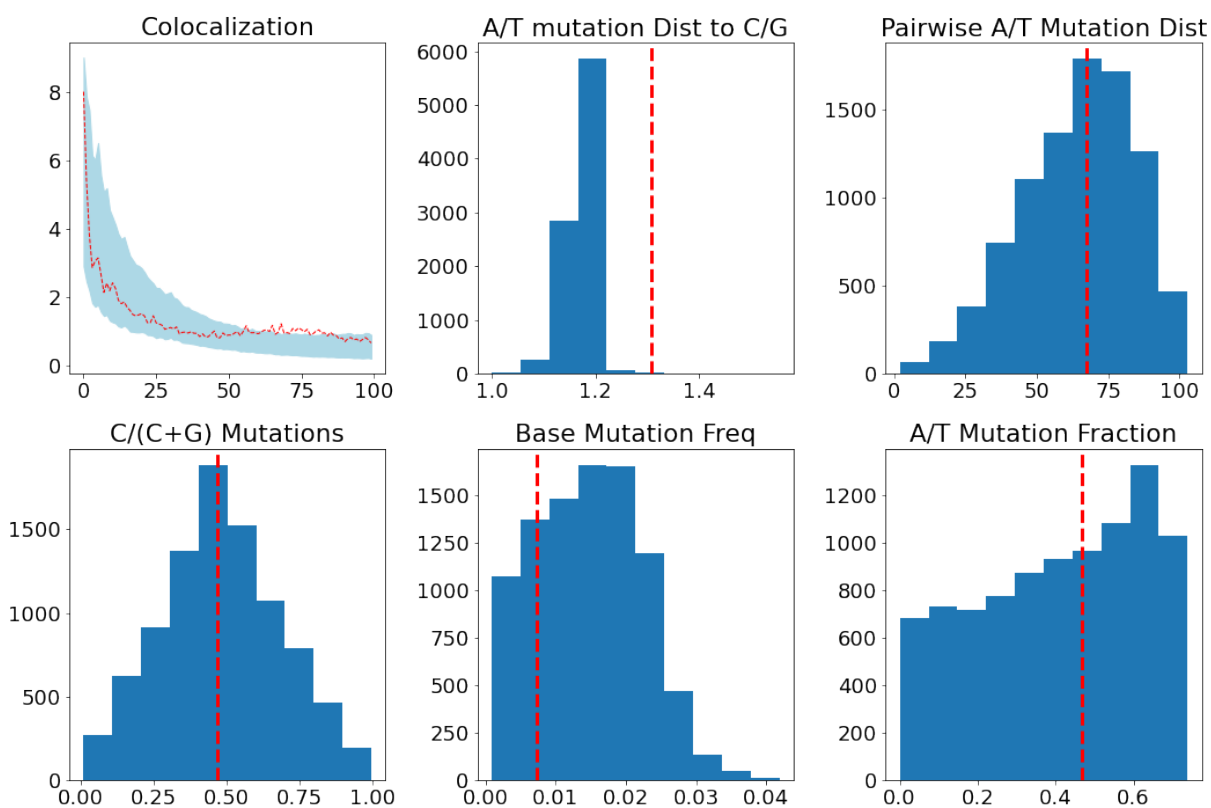 Colocalization
8
6
4
2
0
0 25 50 75 100
A/T mutation Dist to C/G
6000
5000
4000
3000
2000
1000
0
1.0 1.2 1.4
Pairwise A/T Mutation Dist
1500
1000
500
0
0 25 50 75 100
C/(C+G) Mutations
1500
1000
500
0
0.00 0.25 0.50 0.75 1.00
Base Mutation Freq
1750
1500
1250
1000
750
500
250
0
0.00 0.01 0.02 0.03 0.04
A/T Mutation Fraction
1200
1000
800
600
400
200
0
0.0 0.2 0.4 0.6